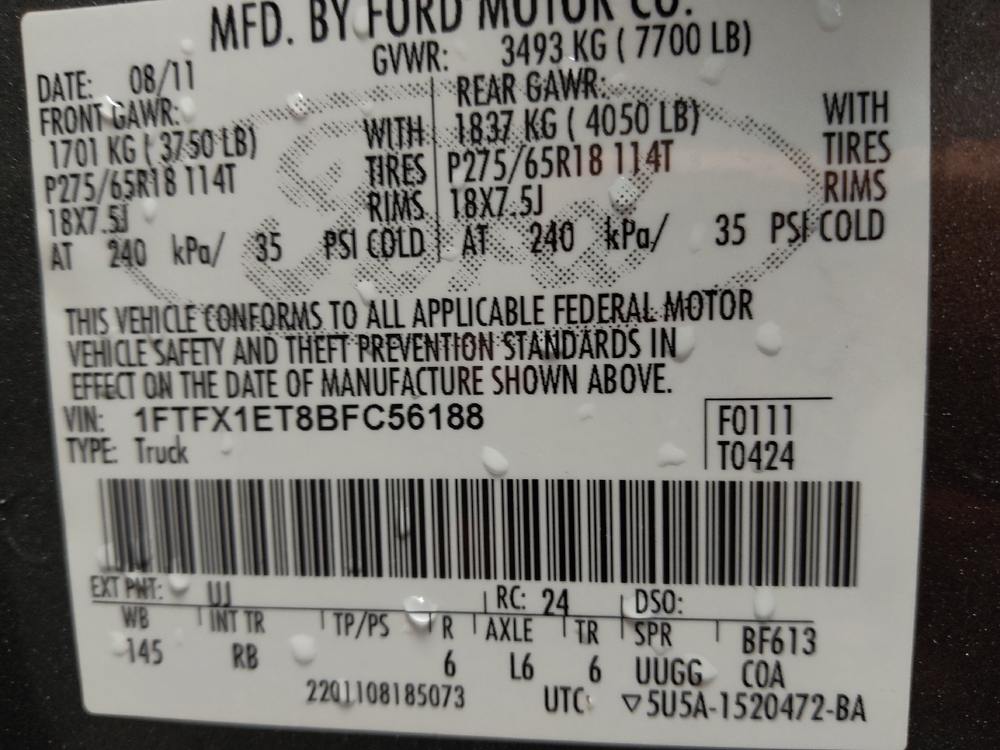 MFD. BY FORD MOTOR CO.
GVWR: 3493 KG ( 7700 LB)
DATE: 08/11
FRONT GAWR:
1701 KG ( 3750 LB) WITH
P275/65R18 114T TIRES
18X7.5J RIMS
AT 240 kPa/ 35 PSI COLD
REAR GAWR:
1837 KG ( 4050 LB) WITH
P275/65R18 114T TIRES
18X7.5J RIMS
AT 240 kPa/ 35 PSI COLD
THIS VEHICLE CONFORMS TO ALL APPLICABLE FEDERAL MOTOR
VEHICLE SAFETY AND THEFT PREVENTION STANDARDS IN
EFFECT ON THE DATE OF MANUFACTURE SHOWN ABOVE.
VIN: 1FTFX1ET8BFC56188
TYPE: Truck
F0111
T0424
EXT PNT: UJ RC: 24 DSO:
WB INT TR TP/PS R AXLE TR SPR BF613
145 RB 6 L6 6 UUGG COA
2201108185073 UTC ▽5U5A-1520472-BA